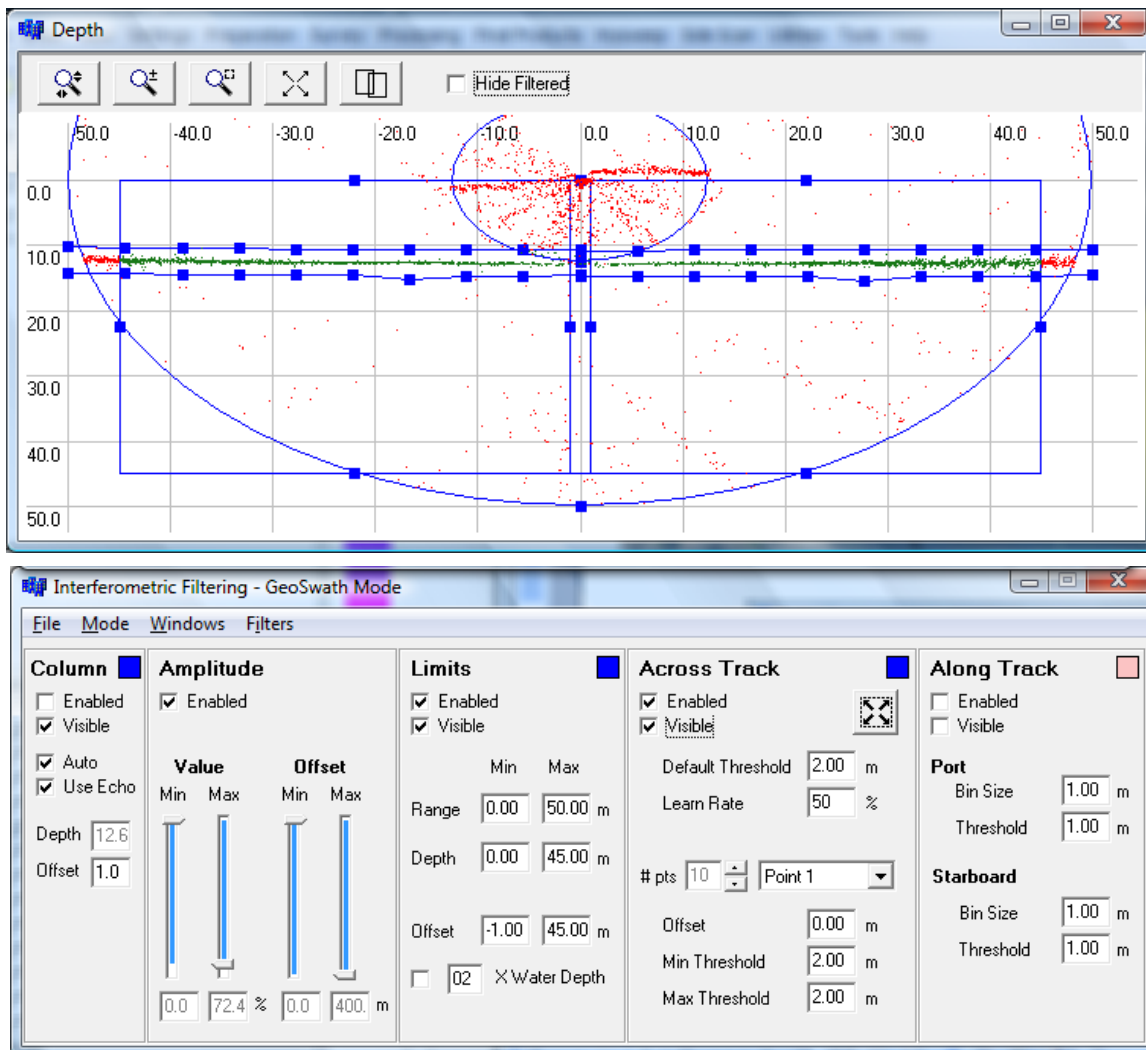 Depth
Hide Filtered
50.0 -40.0 -30.0 -20.0 -10.0 0.0 10.0 20.0 30.0 40.0 50.0
0.0
10.0
20.0
30.0
40.0
50.0
Interferometric Filtering - GeoSwath Mode
File Mode Windows Filters
Column Amplitude Limits Across Track Along Track
Enabled Enabled Enabled Enabled Enabled
Visible Visible Visible Visible
Auto Value Offset Min Max Default Threshold 2.00 m Port
Use Echo Min Max Min Max Range 0.00 50.00 m Learn Rate 50 % Bin Size 1.00 m
Depth 12.6 Depth 0.00 45.00 m Threshold 1.00 m
Offset 1.0 # pts 10 Point 1 Starboard
Offset -1.00 45.00 m Offset 0.00 m Bin Size 1.00 m
02 X Water Depth Min Threshold 2.00 m Threshold 1.00 m
0.0 72.4 % 0.0 400. m Max Threshold 2.00 m